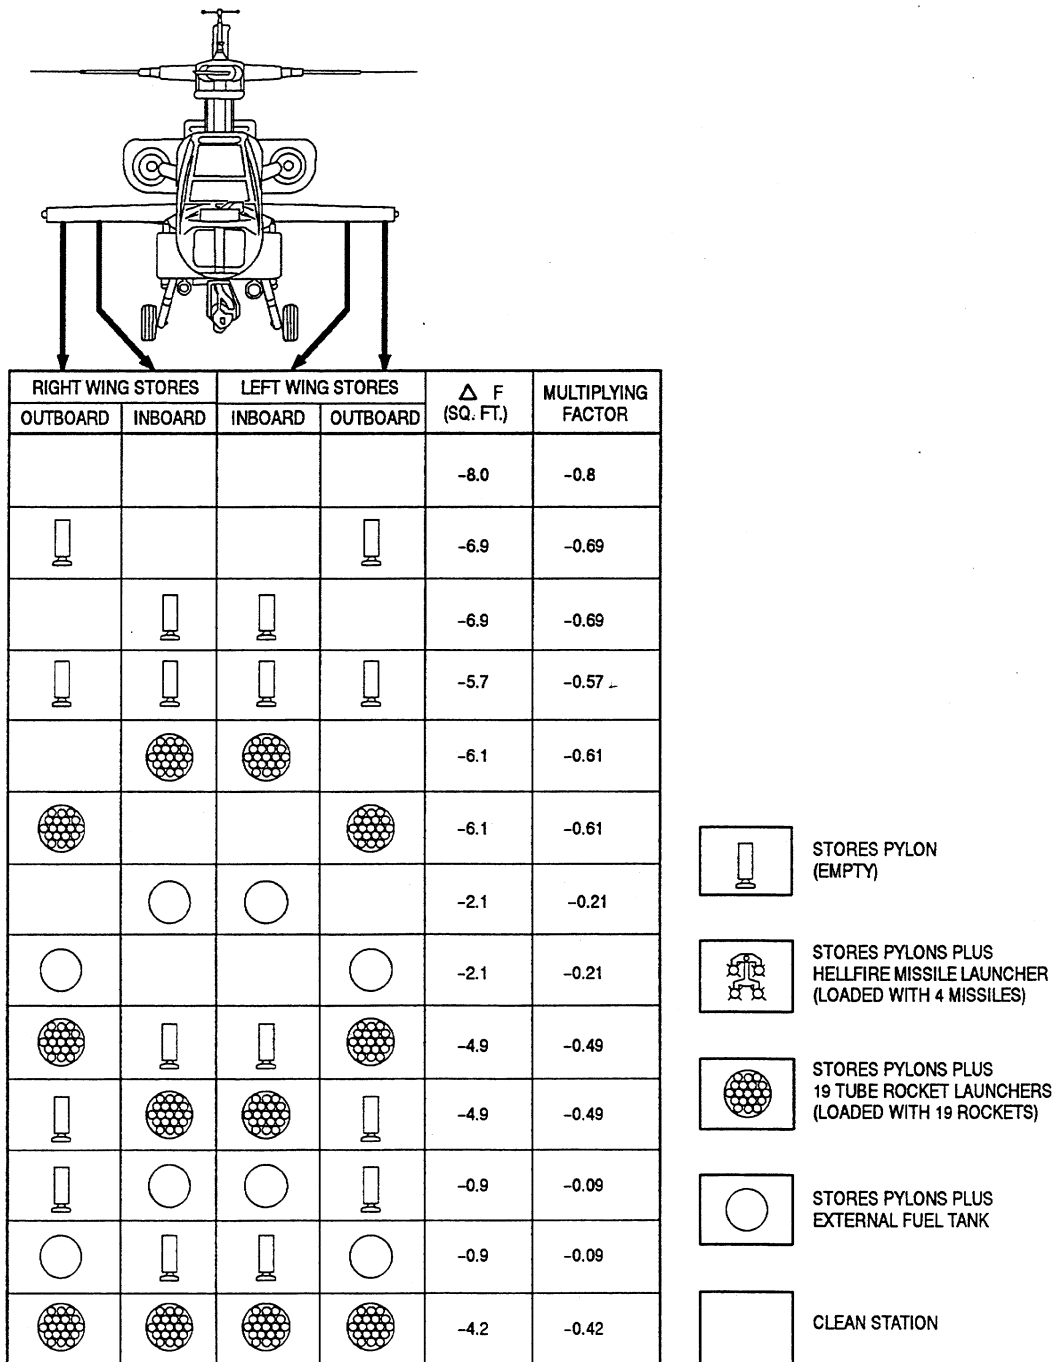 RIGHT WING STORES LEFT WING STORES Δ F (SQ. FT.) MULTIPLYING FACTOR
OUTBOARD INBOARD INBOARD OUTBOARD
-8.0 -0.8
-6.9 -0.69
-6.9 -0.69
-5.7 -0.57
-6.1 -0.61
-6.1 -0.61
-2.1 -0.21
-2.1 -0.21
-4.9 -0.49
-4.9 -0.49
-0.9 -0.09
-0.9 -0.09
-4.2 -0.42
STORES PYLON
(EMPTY)
STORES PYLONS PLUS
HELLFIRE MISSILE LAUNCHER
(LOADED WITH 4 MISSILES)
STORES PYLONS PLUS
19 TUBE ROCKET LAUNCHERS
(LOADED WITH 19 ROCKETS)
STORES PYLONS PLUS
EXTERNAL FUEL TANK
CLEAN STATION